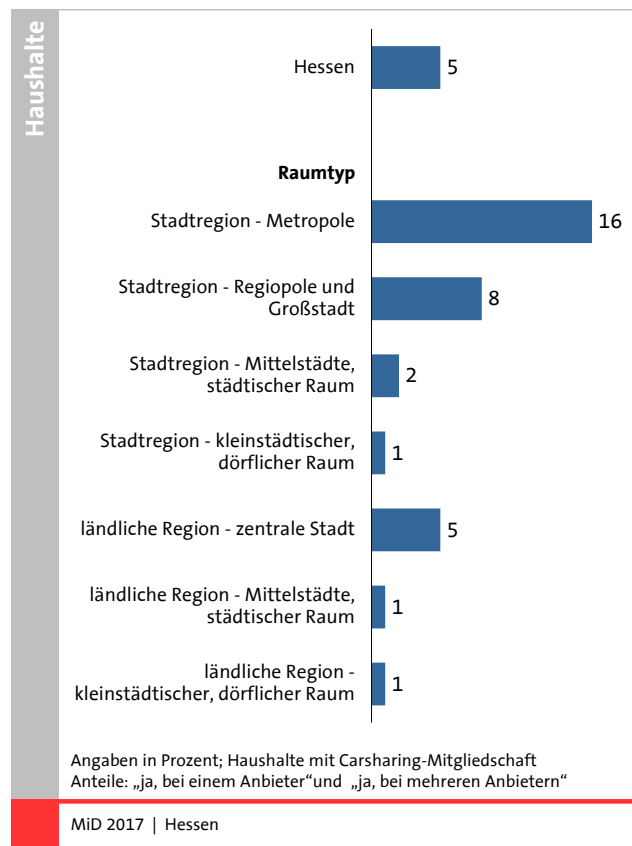 Haushalte
Hessen 5
Raumtyp
Stadtregion - Metropole 16
Stadtregion - Regiopole und
Großstadt 8
Stadtregion - Mittelstädte,
städtischer Raum 2
Stadtregion - kleinstädtischer,
dörflicher Raum 1
ländliche Region - zentrale Stadt 5
ländliche Region - Mittelstädte,
städtischer Raum 1
ländliche Region -
kleinstädtischer, dörflicher Raum 1
Angaben in Prozent; Haushalte mit Carsharing-Mitgliedschaft
Anteile: „ja, bei einem Anbieter“und „ja, bei mehreren Anbietern“
MiD 2017 | Hessen